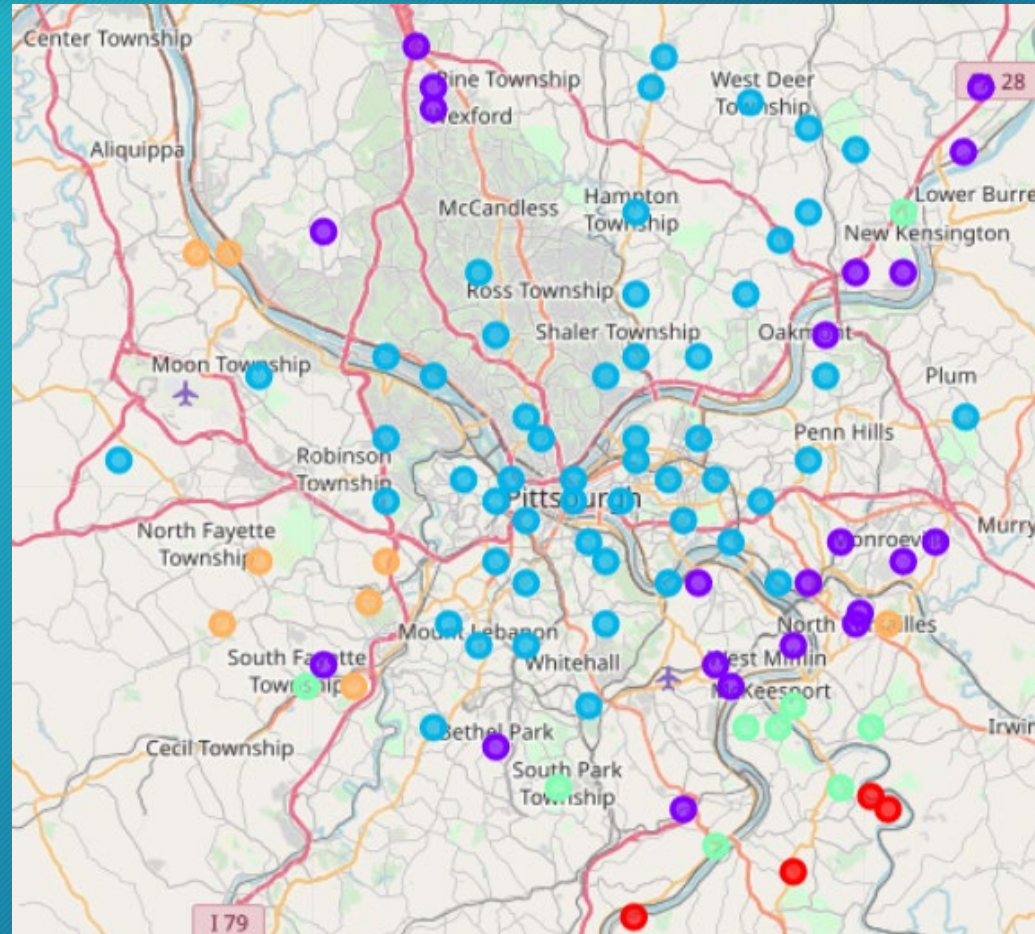 Center Township
Pine Township
West Deer
Township
28
Wexford
Aliquippa
Lower Burre
McCandless
Hampton
Township
New Kensington
Ross Township
Shaler Township
Oakmont
Moon Township
Plum
Penn Hills
Robinson
Township
Pittsburgh
North Fayette
Township
Monroeville
Murry
Mount Lebanon
North Versailles
South Fayette
Township
Whitehall
West Mifflin
McKeesport
Cecil Township
Bethel Park
Irwin
South Park
Township
I 79